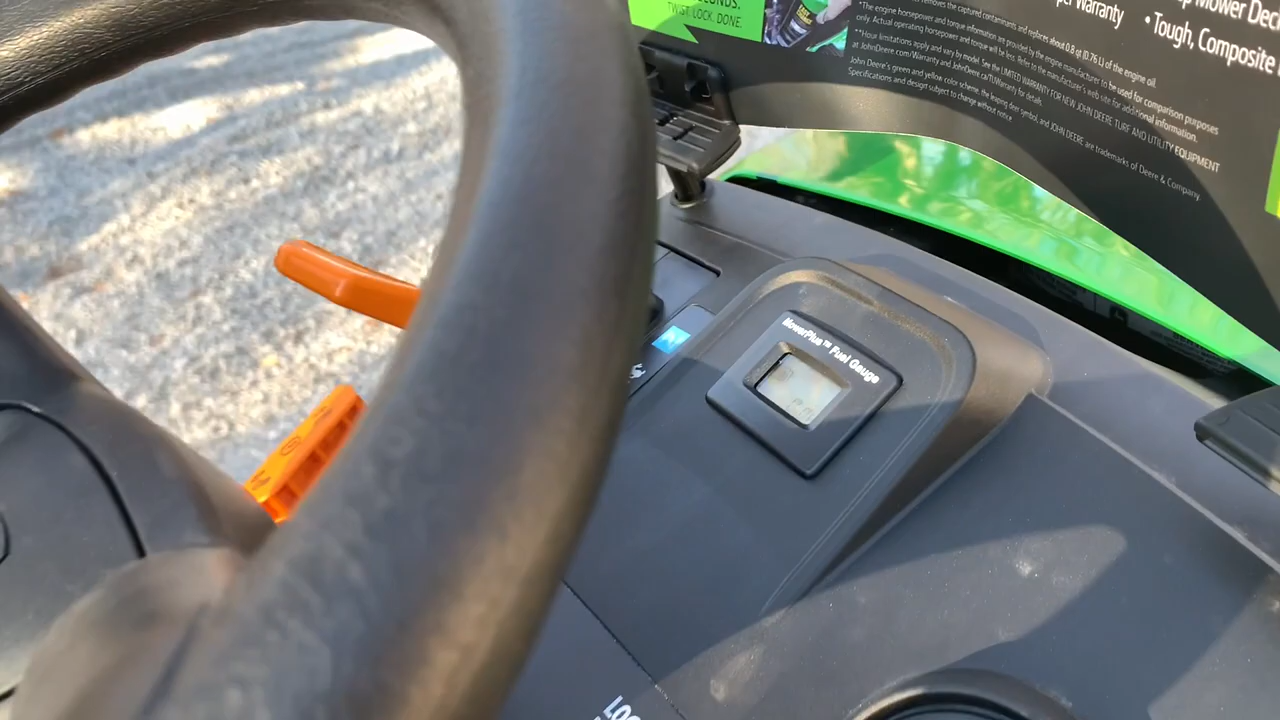 SECONDS.
TWIST. LOCK. DONE.
removes the captured contaminants and replaces about 0.8 qt (0.76 L) of the engine oil.
*The engine horsepower and torque information are provided by the engine manufacturer to be used for comparison purposes
only. Actual operating horsepower and torque will be less. Refer to the manufacturer's web site for additional information.
**Hour limitations apply and vary by model. See the LIMITED WARRANTY FOR NEW JOHN DEERE TURF AND UTILITY EQUIPMENT
at JohnDeere.com/Warranty and JohnDeere.ca/TUWarranty for details.
John Deere's green and yellow color scheme, the leaping deer symbol, and JOHN DEERE are trademarks of Deere & Company.
Specifications and design subject to change without notice.
Warranty
Mower Deck
• Tough, Composite
MowerPlus™ Fuel Gauge
LOC